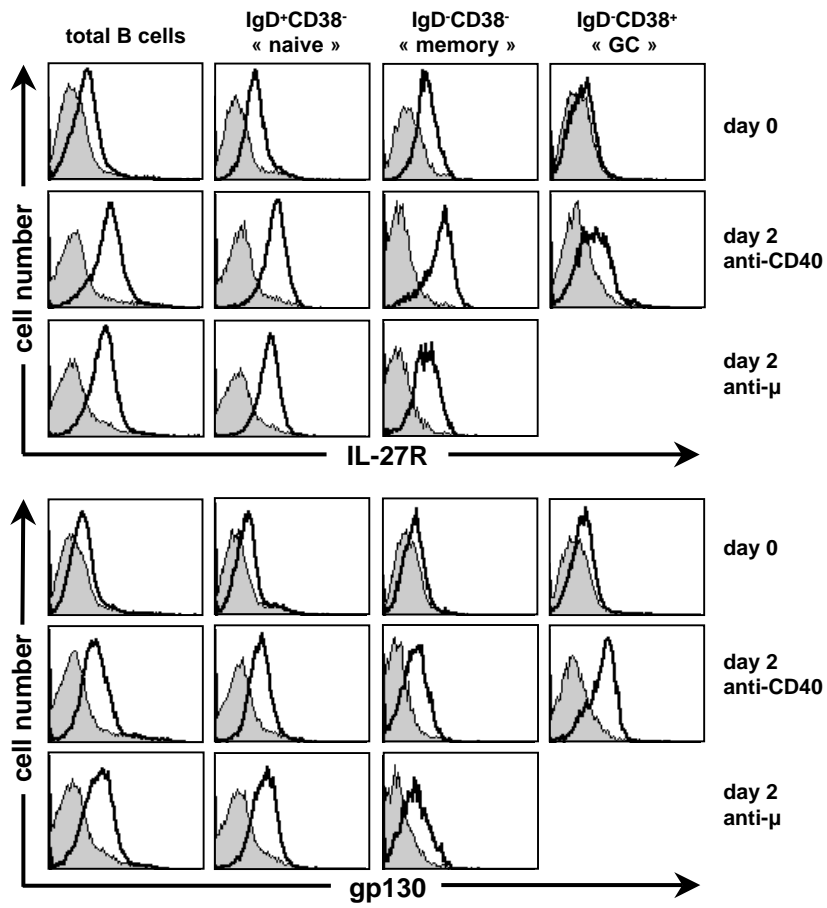 total B cells
IgD⁺CD38⁻
« naive »
IgD⁻CD38⁻
« memory »
IgD⁻CD38⁺
« GC »
cell number
day 0
day 2
anti-CD40
day 2
anti-µ
IL-27R
cell number
day 0
day 2
anti-CD40
day 2
anti-µ
gp130